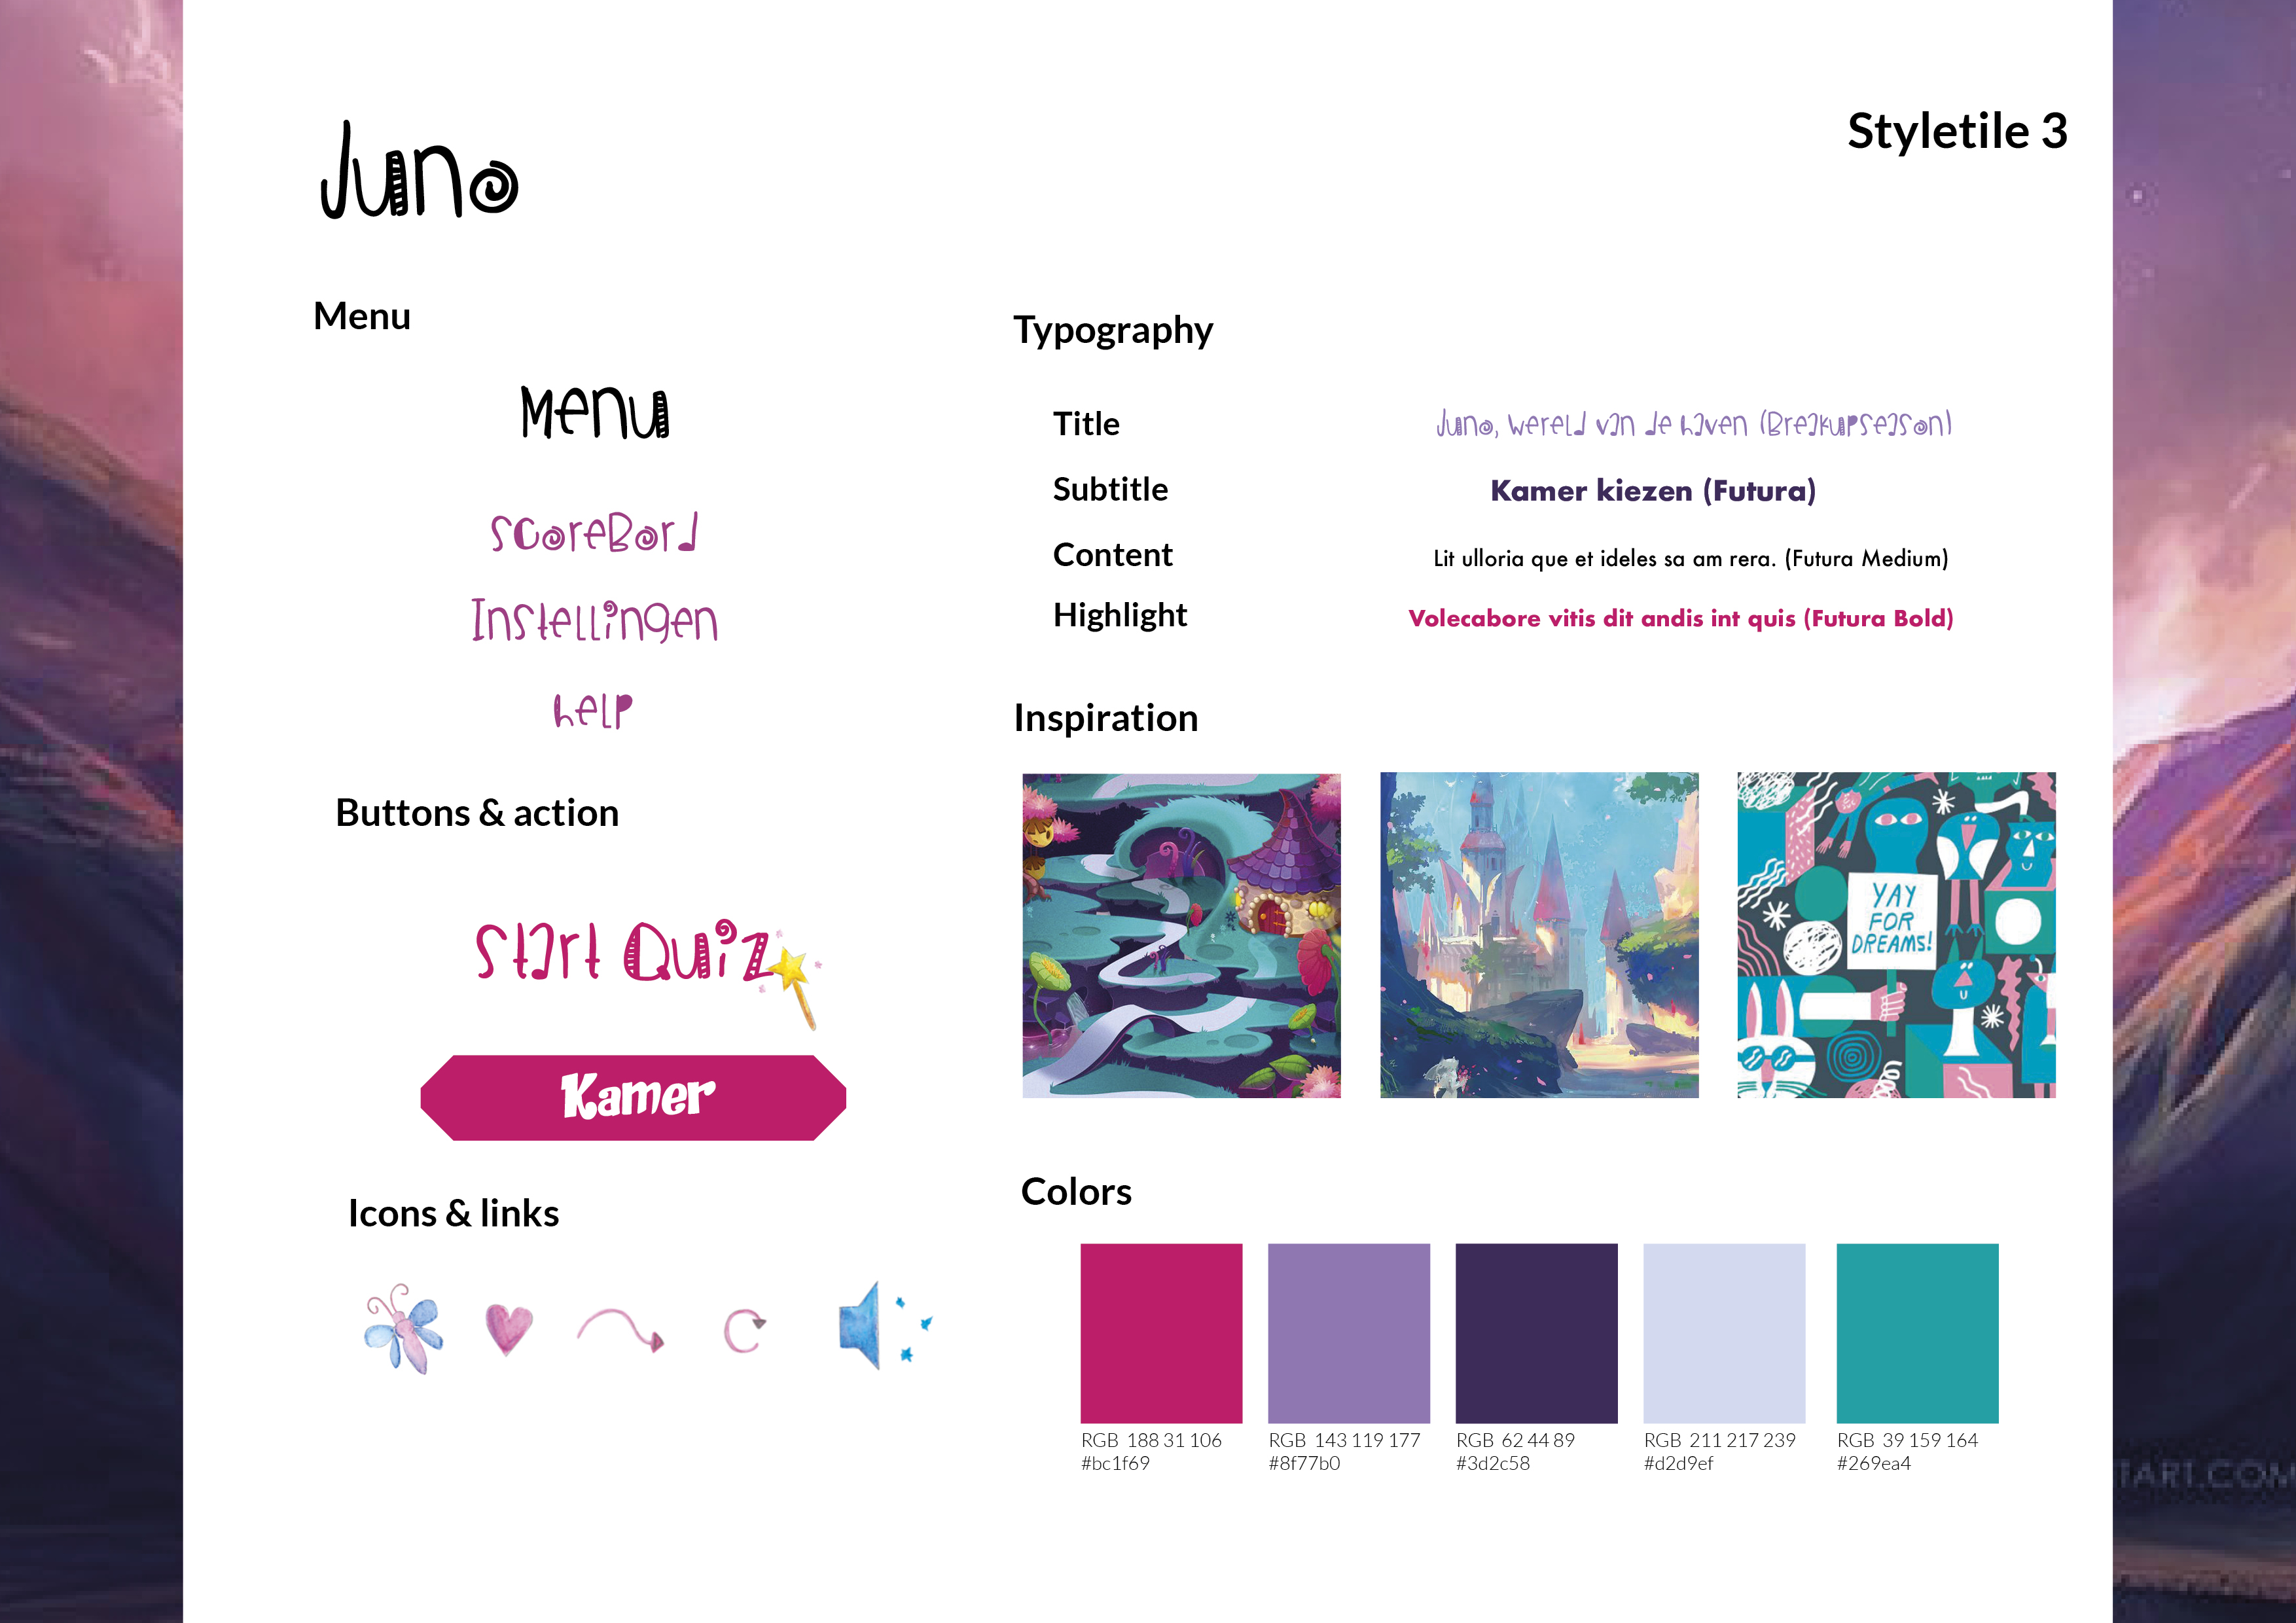 Juno
Styletile 3
Menu
Menu
ScoreBord
Instellingen
help
Buttons & action
Start Quiz
Kamer
Icons & links
Typography
Title
Juno, wereld van de haven (Breakupseason)
Subtitle
Kamer kiezen (Futura)
Content
Lit ulloria que et ideles sa am rera. (Futura Medium)
Highlight
Volecabore vitis dit andis int quis (Futura Bold)
Inspiration
YAY
FOR
DREAMS!
Colors
RGB 188 31 106
#bc1f69
RGB 143 119 177
#8f77b0
RGB 62 44 89
#3d2c58
RGB 211 217 239
#d2d9ef
RGB 39 159 164
#269ea4
TART.COM